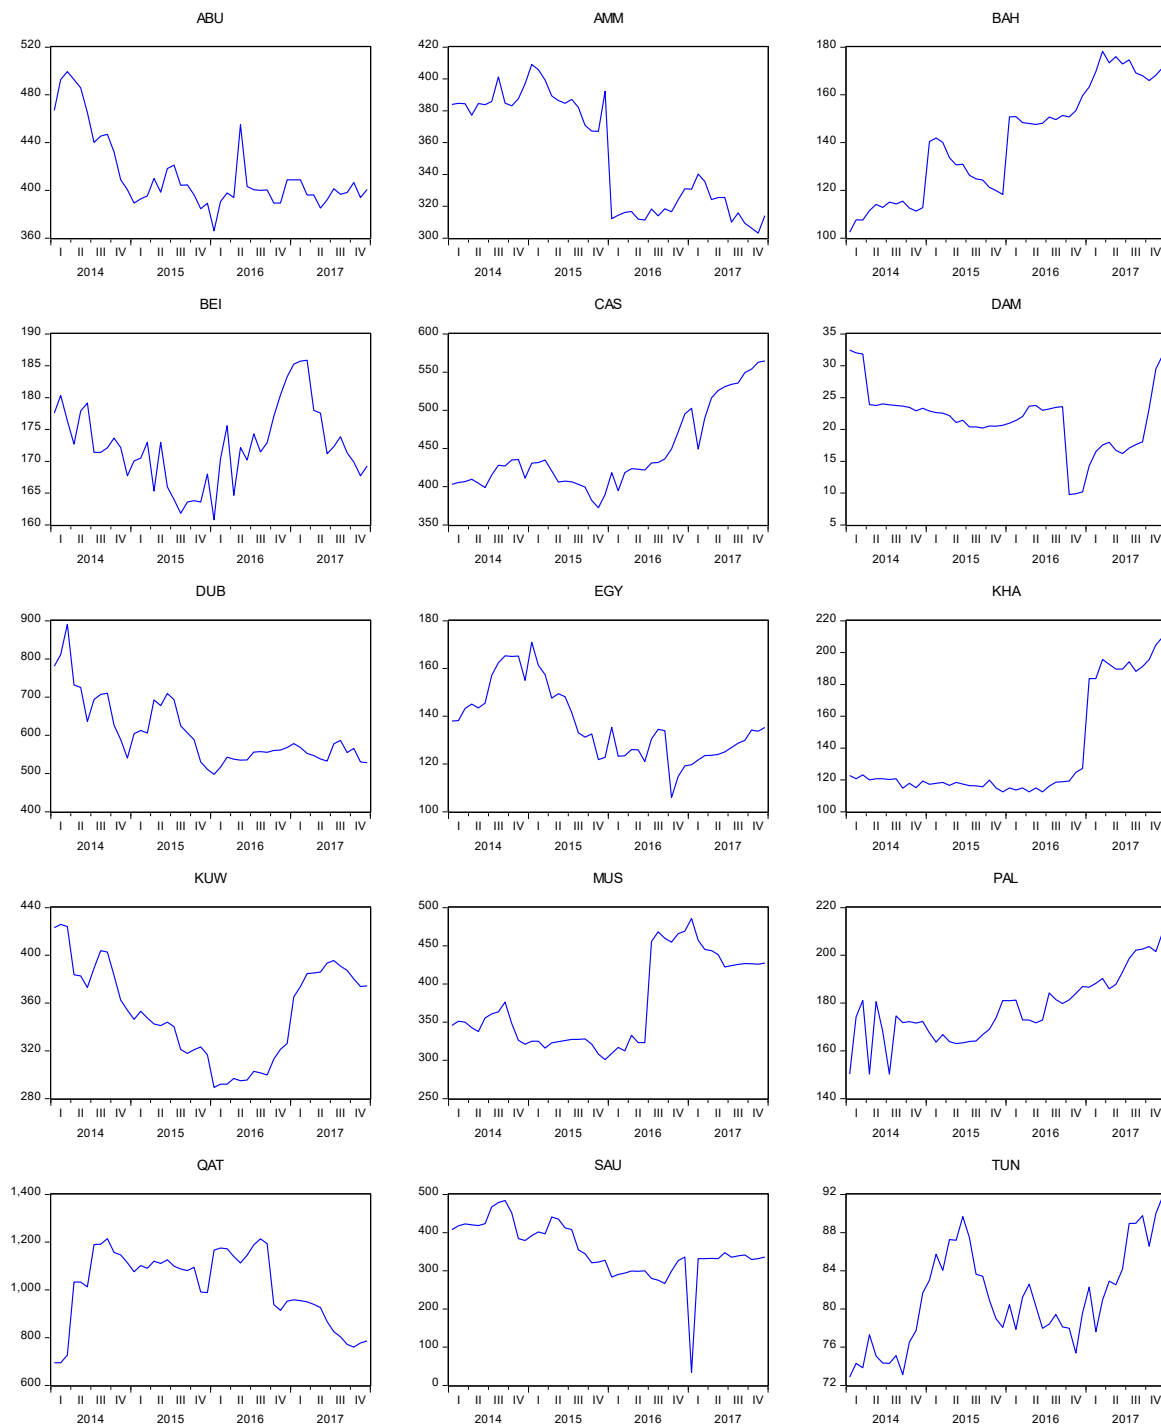 ABU AMM BAH
520 420 180
480 400 160
440 380 140
400 360 120
360 340 100
320
300
I II III IV I II III IV I II III IV I II III IV
2014 2015 2016 2017
I II III IV I II III IV I II III IV I II III IV
2014 2015 2016 2017
I II III IV I II III IV I II III IV I II III IV
2014 2015 2016 2017
BEI CAS DAM
190 600 35
185 550 30
180 500 25
175 450 20
170 400 15
165 350 10
160 5
I II III IV I II III IV I II III IV I II III IV
2014 2015 2016 2017
I II III IV I II III IV I II III IV I II III IV
2014 2015 2016 2017
I II III IV I II III IV I II III IV I II III IV
2014 2015 2016 2017
DUB EGY KHA
900 180 220
800 160 200
700 140 180
600 120 160
500 100 140
400 120
100
I II III IV I II III IV I II III IV I II III IV
2014 2015 2016 2017
I II III IV I II III IV I II III IV I II III IV
2014 2015 2016 2017
I II III IV I II III IV I II III IV I II III IV
2014 2015 2016 2017
KUW MUS PAL
440 500 220
400 450 200
360 400 180
320 350 160
280 300 140
250
I II III IV I II III IV I II III IV I II III IV
2014 2015 2016 2017
I II III IV I II III IV I II III IV I II III IV
2014 2015 2016 2017
I II III IV I II III IV I II III IV I II III IV
2014 2015 2016 2017
QAT SAU TUN
1,400 500 92
1,200 400 88
1,000 300 84
800 200 80
600 100 76
0 72
I II III IV I II III IV I II III IV I II III IV
2014 2015 2016 2017
I II III IV I II III IV I II III IV I II III IV
2014 2015 2016 2017
I II III IV I II III IV I II III IV I II III IV
2014 2015 2016 2017